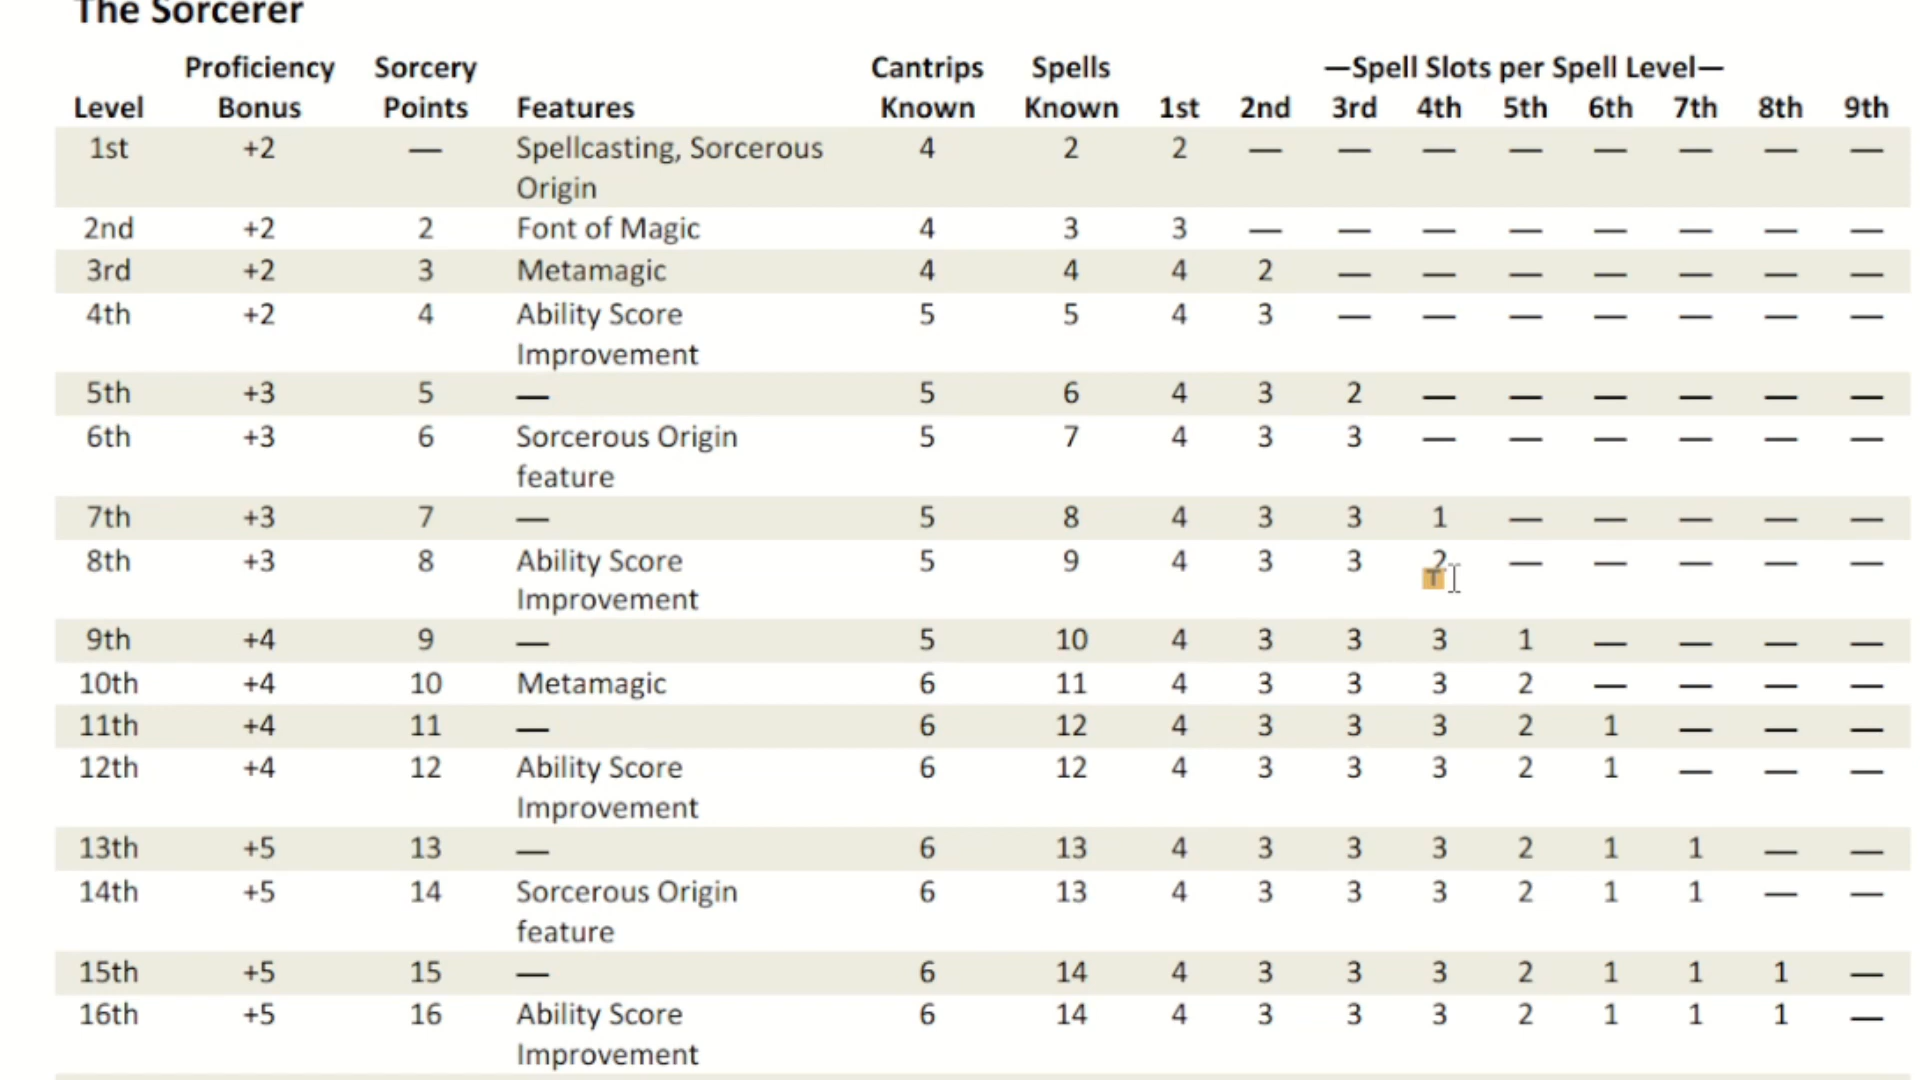 The Sorcerer
Proficiency Sorcery Cantrips Spells —Spell Slots per Spell Level—
Level Bonus Points Features Known Known 1st 2nd 3rd 4th 5th 6th 7th 8th 9th
1st +2 — Spellcasting, Sorcerous 4 2 2 — — — — — — — —
Origin
2nd +2 2 Font of Magic 4 3 3 — — — — — — — —
3rd +2 3 Metamagic 4 4 4 2 — — — — — — —
4th +2 4 Ability Score 5 5 4 3 — — — — — — —
Improvement
5th +3 5 — 5 6 4 3 2 — — — — — —
6th +3 6 Sorcerous Origin 5 7 4 3 3 — — — — — —
feature
7th +3 7 — 5 8 4 3 3 1 — — — — —
8th +3 8 Ability Score 5 9 4 3 3 2 — — — — —
T
Improvement
9th +4 9 — 5 10 4 3 3 3 1 — — — —
10th +4 10 Metamagic 6 11 4 3 3 3 2 — — — —
11th +4 11 — 6 12 4 3 3 3 2 1 — — —
12th +4 12 Ability Score 6 12 4 3 3 3 2 1 — — —
Improvement
13th +5 13 — 6 13 4 3 3 3 2 1 1 — —
14th +5 14 Sorcerous Origin 6 13 4 3 3 3 2 1 1 — —
feature
15th +5 15 — 6 14 4 3 3 3 2 1 1 1 —
16th +5 16 Ability Score 6 14 4 3 3 3 2 1 1 1 —
Improvement